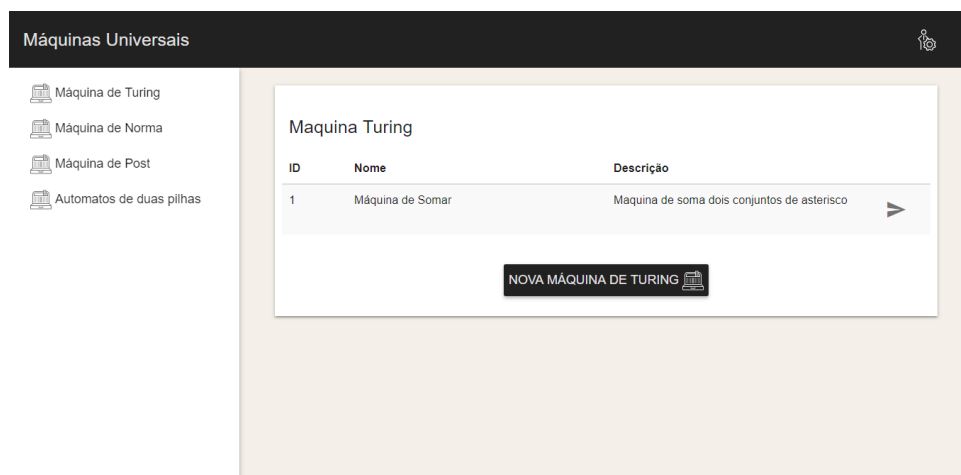 Máquinas Universais
Máquina de Turing
Máquina de Norma
Máquina de Post
Automatos de duas pilhas
Maquina Turing
ID Nome Descrição
1 Máquina de Somar Maquina de soma dois conjuntos de asterisco
NOVA MÁQUINA DE TURING